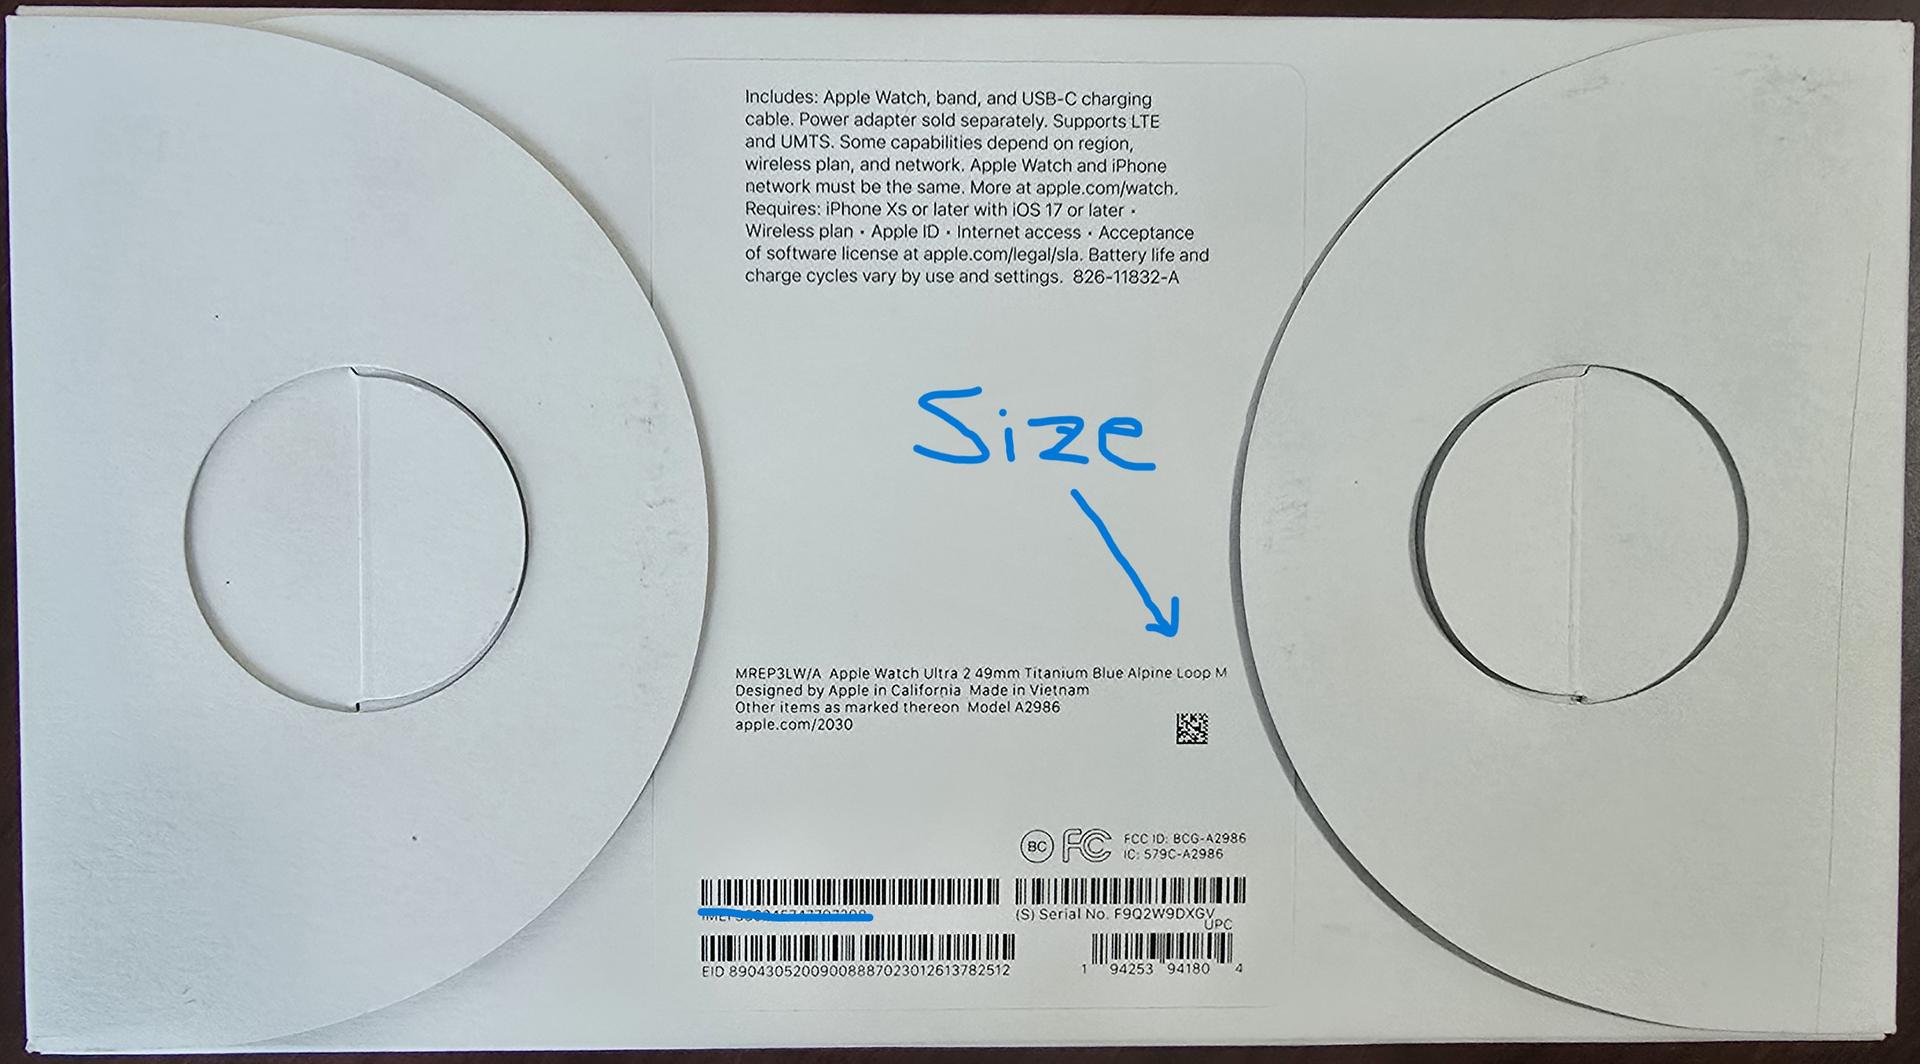 Includes: Apple Watch, band, and USB-C charging
cable. Power adapter sold separately. Supports LTE
and UMTS. Some capabilities depend on region,
wireless plan, and network. Apple Watch and iPhone
network must be the same. More at apple.com/watch.
Requires: iPhone Xs or later with iOS 17 or later •
Wireless plan • Apple ID • Internet access • Acceptance
of software license at apple.com/legal/sla. Battery life and
charge cycles vary by use and settings. 826-11832-A
Size
MREP3LW/A Apple Watch Ultra 2 49mm Titanium Blue Alpine Loop M
Designed by Apple in California Made in Vietnam
Other items as marked thereon Model A2986
apple.com/2030
BC FC FCC ID: BCG-A2986
IC: 579C-A2986
(S) Serial No. F9Q2W9DXGV
UPC
EID 89043052009008887023012613782512
1 94253 94180 4